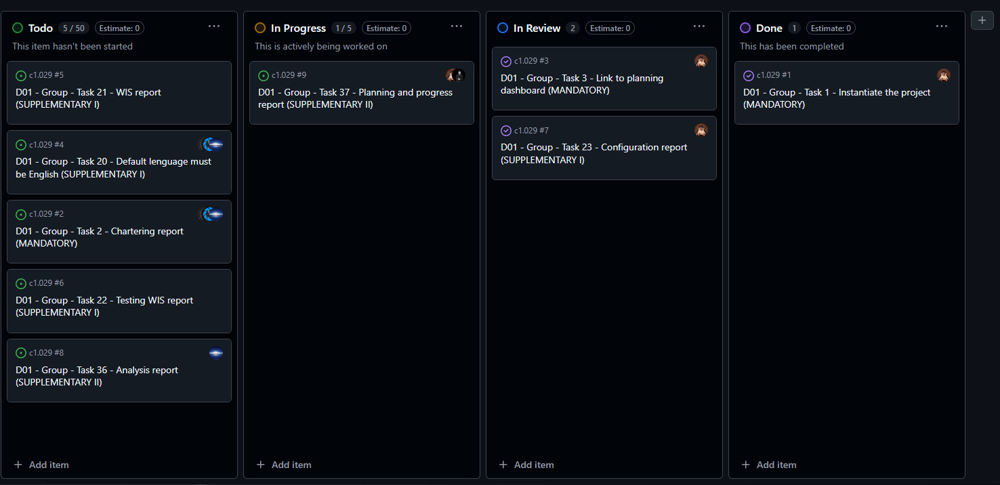 Todo 5 / 50 Estimate: 0
This item hasn't been started
c1.029 #5
D01 - Group - Task 21 - WIS report
(SUPPLEMENTARY I)
c1.029 #4
D01 - Group - Task 20 - Default lenguage must
be English (SUPPLEMENTARY I)
c1.029 #2
D01 - Group - Task 2 - Chartering report
(MANDATORY)
c1.029 #6
D01 - Group - Task 22 - Testing WIS report
(SUPPLEMENTARY I)
c1.029 #8
D01 - Group - Task 36 - Analysis report
(SUPPLEMENTARY II)
Add item
In Progress 1 / 5 Estimate: 0
This is actively being worked on
c1.029 #9
D01 - Group - Task 37 - Planning and progress
report (SUPPLEMENTARY II)
Add item
In Review 2 Estimate: 0
c1.029 #3
D01 - Group - Task 3 - Link to planning
dashboard (MANDATORY)
c1.029 #7
D01 - Group - Task 23 - Configuration report
(SUPPLEMENTARY I)
Add item
Done 1 Estimate: 0
This has been completed
c1.029 #1
D01 - Group - Task 1 - Instantiate the project
(MANDATORY)
Add item